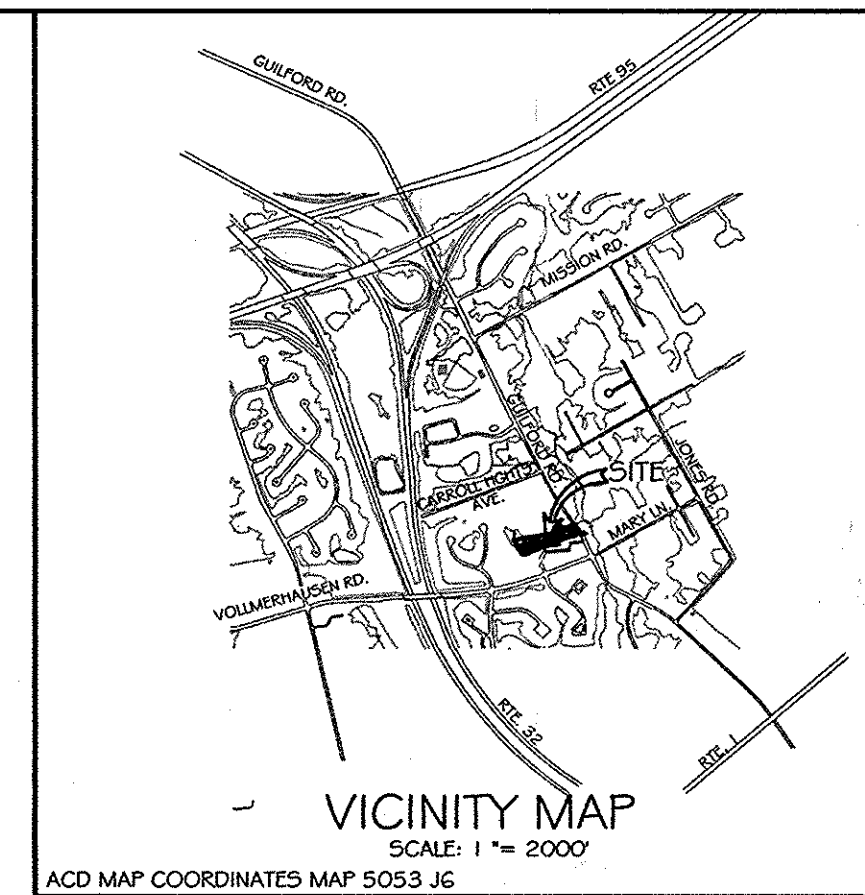 GUILFORD RD.
RTE 95
MISSION RD.
GUILFORD RD.
SITE
JONES RD.
CARROLL
AVE.
MARY LN.
VOLLMERHAUSEN RD.
RTE. 32
RTE. 1
VICINITY MAP
SCALE: 1 "= 2000'
ACD MAP COORDINATES MAP 5053 J6